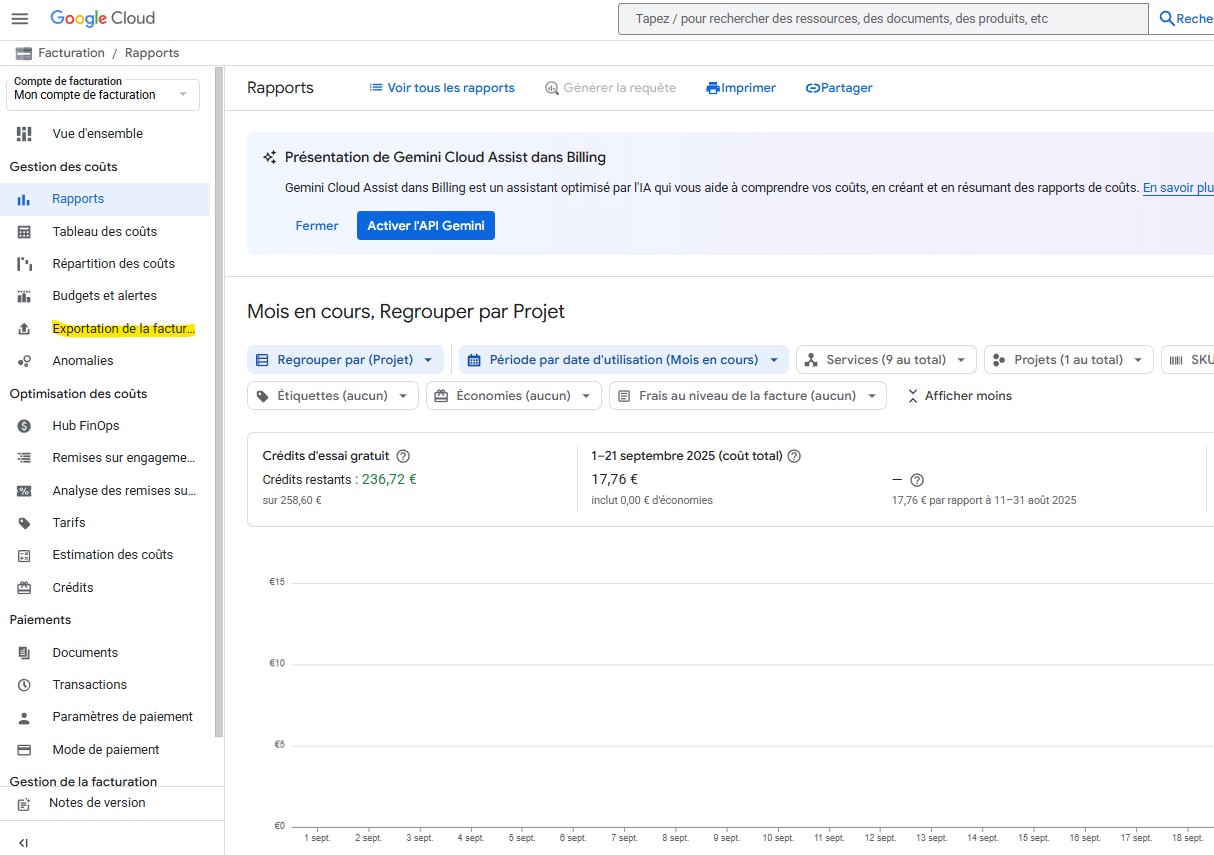 Google Cloud
Tapez / pour rechercher des ressources, des documents, des produits, etc
Reche
Facturation / Rapports
Compte de facturation
Mon compte de facturation
Vue d'ensemble
Gestion des coûts
Rapports
Tableau des coûts
Répartition des coûts
Budgets et alertes
Exportation de la factur...
Anomalies
Optimisation des coûts
Hub FinOps
Remises sur engageme...
Analyse des remises su...
Tarifs
Estimation des coûts
Crédits
Paiements
Documents
Transactions
Paramètres de paiement
Mode de paiement
Gestion de la facturation
Notes de version
Rapports
Voir tous les rapports
Générer la requête
Imprimer
Partager
Présentation de Gemini Cloud Assist dans Billing
Gemini Cloud Assist dans Billing est un assistant optimisé par l'IA qui vous aide à comprendre vos coûts, en créant et en résumant des rapports de coûts. En savoir plu
Fermer
Activer l'API Gemini
Mois en cours, Regrouper par Projet
Regrouper par (Projet)
Période par date d'utilisation (Mois en cours)
Services (9 au total)
Projets (1 au total)
SKU
Étiquettes (aucun)
Économies (aucun)
Frais au niveau de la facture (aucun)
Afficher moins
Crédits d'essai gratuit
Crédits restants : 236,72 €
sur 258,60 €
1–21 septembre 2025 (coût total)
17,76 €
inclut 0,00 € d'économies
—
17,76 € par rapport à 11–31 août 2025
€15
€10
€5
€0
1 sept. 2 sept. 3 sept. 4 sept. 5 sept. 6 sept. 7 sept. 8 sept. 9 sept. 10 sept. 11 sept. 12 sept. 13 sept. 14 sept. 15 sept. 16 sept. 17 sept. 18 sept.